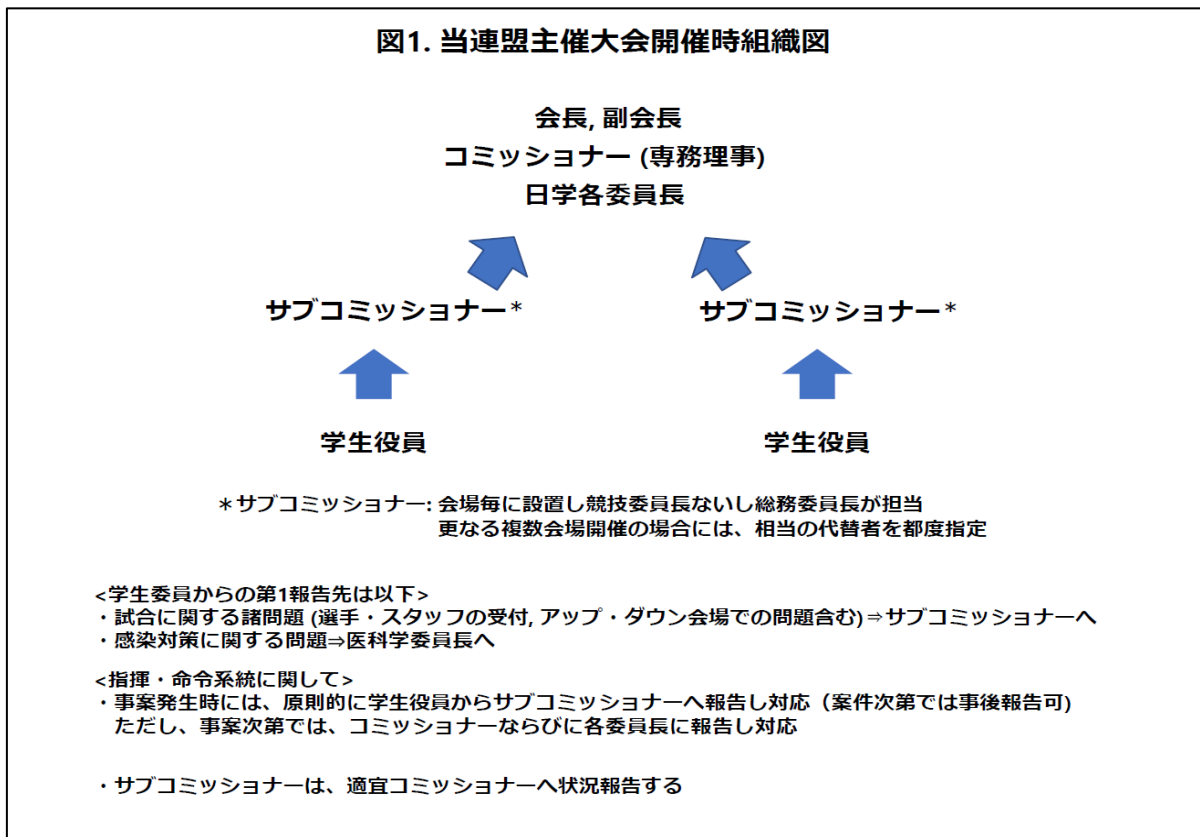 図1. 当連盟主催大会開催時組織図
会長, 副会長
コミッショナー (専務理事)
日学各委員長
サブコミッショナー*
サブコミッショナー*
学生役員
学生役員
*サブコミッショナー: 会場毎に設置し競技委員長ないし総務委員長が担当
更なる複数会場開催の場合には、相当の代替者を都度指定
<学生委員からの第1報告先は以下>
・試合に関する諸問題 (選手・スタッフの受付, アップ・ダウン会場での問題含む)⇒サブコミッショナーへ
・感染対策に関する問題⇒医科学委員長へ
<指揮・命令系統に関して>
・事案発生時には、原則的に学生役員からサブコミッショナーへ報告し対応（案件次第では事後報告可)
ただし、事案次第では、コミッショナーならびに各委員長に報告し対応
・サブコミッショナーは、適宜コミッショナーへ状況報告する